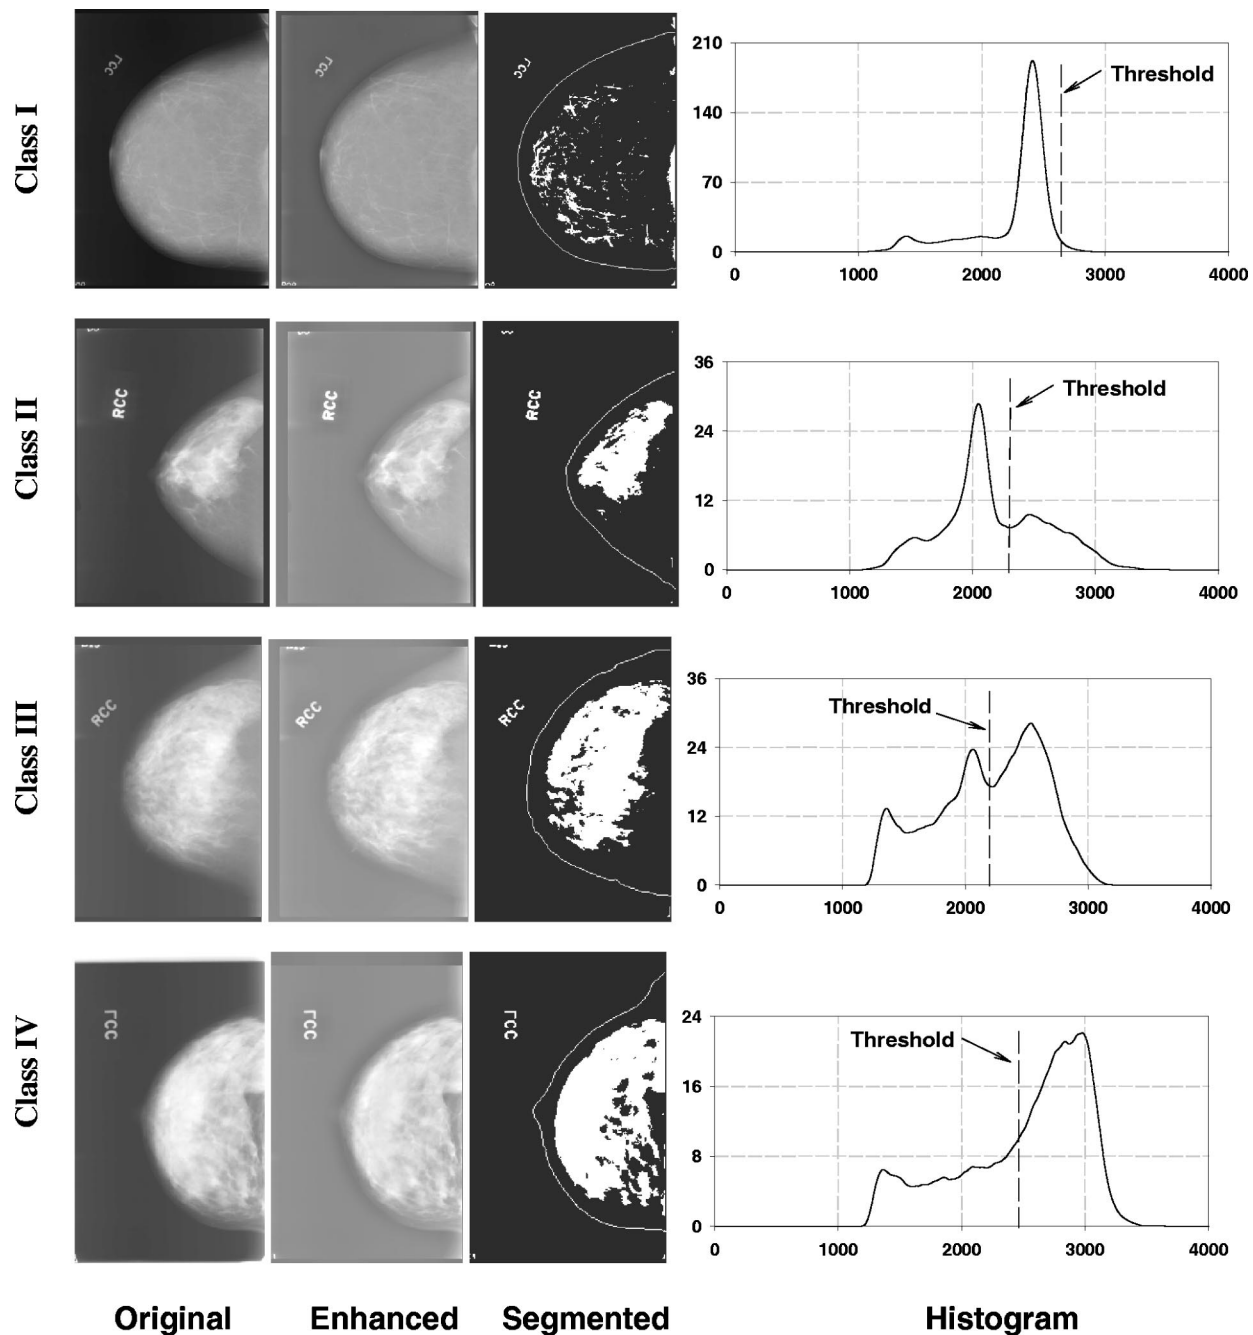 Class I
LCC
LCC
LCC
210
140
70
0
0 1000 2000 3000 4000
Threshold
Class II
RCC
RCC
RCC
36
24
12
0
0 1000 2000 3000 4000
Threshold
Class III
RCC
RCC
RCC
36
24
12
0
0 1000 2000 3000 4000
Threshold
Class IV
LCC
LCC
LCC
24
16
8
0
0 1000 2000 3000 4000
Threshold
Original Enhanced Segmented Histogram